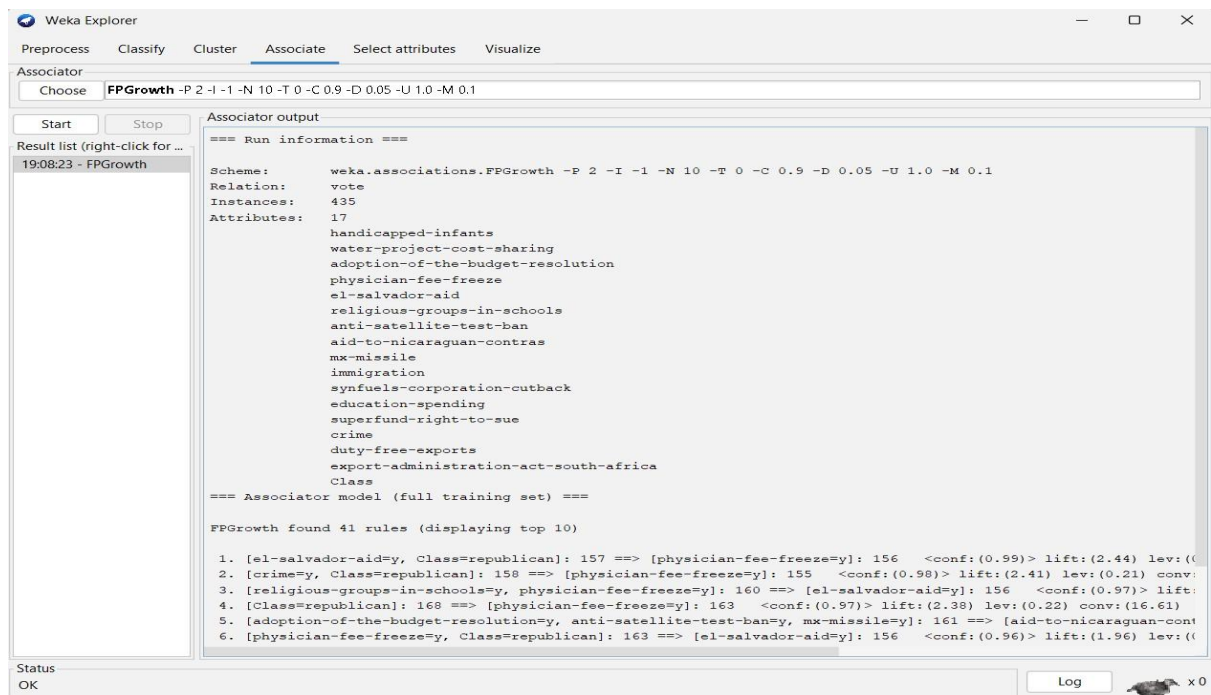 Weka Explorer
Preprocess Classify Cluster Associate Select attributes Visualize
Associator
Choose FPGrowth -P 2 -I -1 -N 10 -T 0 -C 0.9 -D 0.05 -U 1.0 -M 0.1
Start Stop
Result list (right-click for ...
19:08:23 - FPGrowth
Associator output
=== Run information ===
Scheme: weka.associations.FPGrowth -P 2 -I -1 -N 10 -T 0 -C 0.9 -D 0.05 -U 1.0 -M 0.1
Relation: vote
Instances: 435
Attributes: 17
handicapped-infants
water-project-cost-sharing
adoption-of-the-budget-resolution
physician-fee-freeze
el-salvador-aid
religious-groups-in-schools
anti-satellite-test-ban
aid-to-nicaraguan-contras
mx-missile
immigration
synfuels-corporation-cutback
education-spending
superfund-right-to-sue
crime
duty-free-exports
export-administration-act-south-africa
Class
=== Associator model (full training set) ===
FPGrowth found 41 rules (displaying top 10)
1. [el-salvador-aid=y, Class=republican]: 157 ==> [physician-fee-freeze=y]: 156 <conf:(0.99)> lift:(2.44) lev:(0
2. [crime=y, Class=republican]: 158 ==> [physician-fee-freeze=y]: 155 <conf:(0.98)> lift:(2.41) lev:(0.21) conv:
3. [religious-groups-in-schools=y, physician-fee-freeze=y]: 160 ==> [el-salvador-aid=y]: 156 <conf:(0.97)> lift:
4. [Class=republican]: 168 ==> [physician-fee-freeze=y]: 163 <conf:(0.97)> lift:(2.38) lev:(0.22) conv:(16.61)
5. [adoption-of-the-budget-resolution=y, anti-satellite-test-ban=y, mx-missile=y]: 161 ==> [aid-to-nicaraguan-cont
6. [physician-fee-freeze=y, Class=republican]: 163 ==> [el-salvador-aid=y]: 156 <conf:(0.96)> lift:(1.96) lev:(0
Status
OK
Log x 0